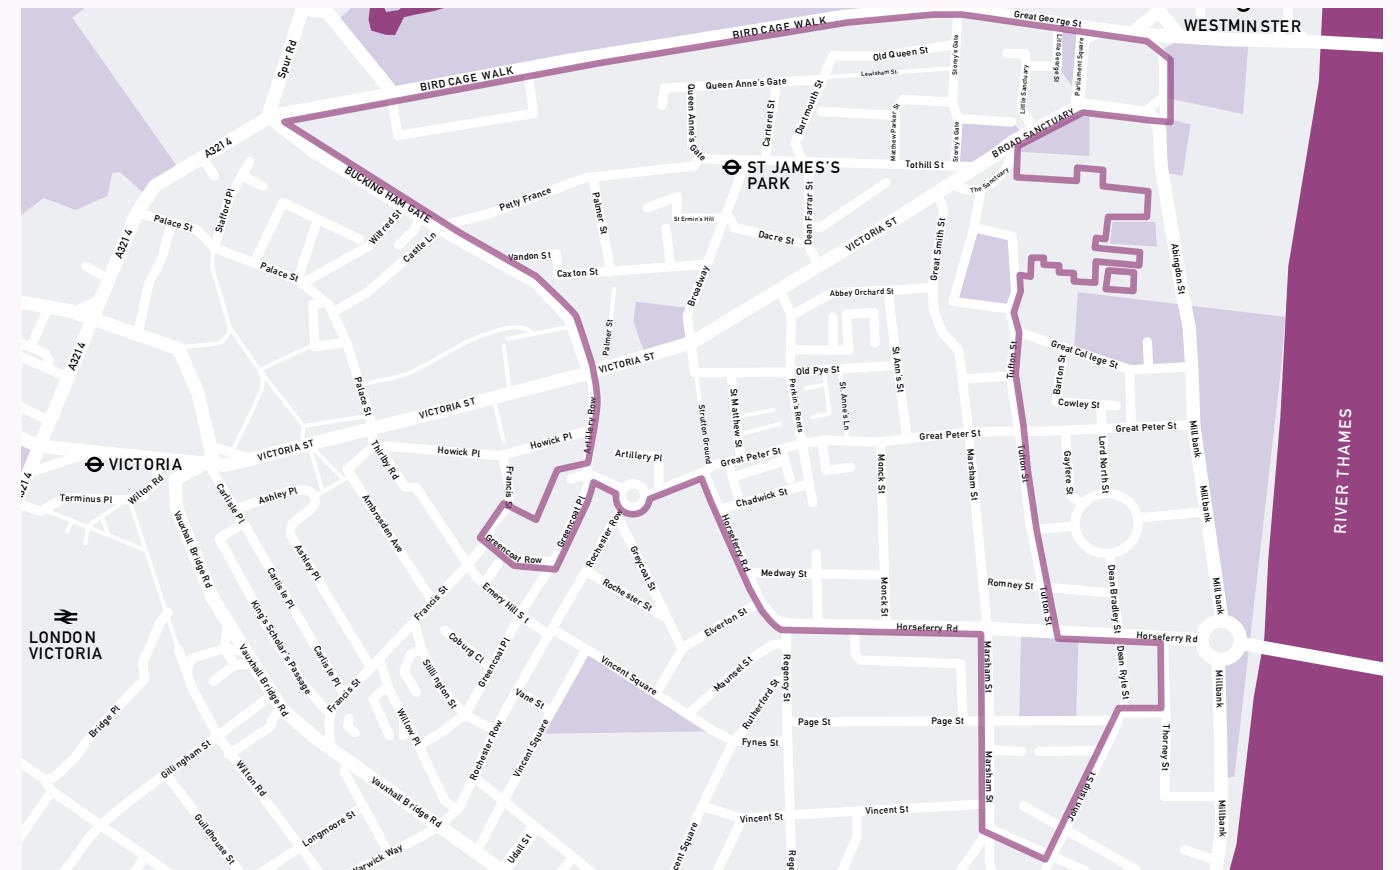 Great George St
WESTMINSTER
BIRD CAGE WALK
Spur Rd
BIRD CAGE WALK
Old Queen St
Storey's Gate
Little George St
Parliament Square
Lewisham St
Queen Anne's Gate
Little Sanctuary
Queen Anne's Gate
Carteret St
Dartmouth St
Matthew Parker St
Storey's Gate
BROAD SANCTUARY
A3214
ST JAMES'S
PARK
Tothill St
The Sanctuary
BUCKING HAM GATE
Stafford Pl
Petty France
Palmer St
Dean Farrar St
Wilfred St
Castle Ln
Palace St
A3214
St Ermin's Hill
Dacre St
VICTORIA ST
Great Smith St
Abingdon St
Vandon St
Caxton St
Palace St
Broadway
Abbey Orchard St
A3214
Palmer St
VICTORIA ST
Great College St
Tufton St
Old Pye St
St Ann's St
Barton St
Palace St
VICTORIA ST
Artillery Row
Strutton Ground
St Matthew St
Perkin's Rents
St. Anne's Ln
Cowley St
RIVER THAMES
Howick Pl
Howick Pl
Great Peter St
Great Peter St
Millbank
VICTORIA ST
Thirlby Rd
Artillery Pl
Great Peter St
VICTORIA
Wilton Rd
Terminus Pl
A3214
Carlisle Pl
Ashley Pl
Francis St
Monck St
Marsham St
Tufton St
Gayfere St
Lord North St
Chadwick St
Millbank
Vauxhall Bridge Rd
Ambrosden Ave
Greencoat Pl
Rochester Row
Horseferry Rd
Greencoat Row
Ashley Pl
Greycoat St
Medway St
Monck St
Romney St
Tufton St
Dean Bradley St
Millbank
Carlisle Pl
Francis St
Emery Hill St
Rochester St
Elverton St
Horseferry Rd
Horseferry Rd
LONDON
VICTORIA
King's Scholar's Passage
Coburg Cl
Greencoat Pl
Carlisle Pl
Vauxhall Bridge Rd
Stillington St
Vincent Square
Maunsel St
Regency St
Marsham St
Dean Ryle St
Millbank
Francis St
Vane St
Rutherford St
Page St
Page St
Bridge Pl
Willow Pl
Rochester Row
Vincent Square
Fynes St
Thorney St
Gillingham St
Wilton Rd
Marsham St
John Islip St
Vauxhall Bridge Rd
Vincent St
Vincent St
Millbank
Guildhouse St
Longmoore St
Udall St
Warwick Way
cent Square
Rege